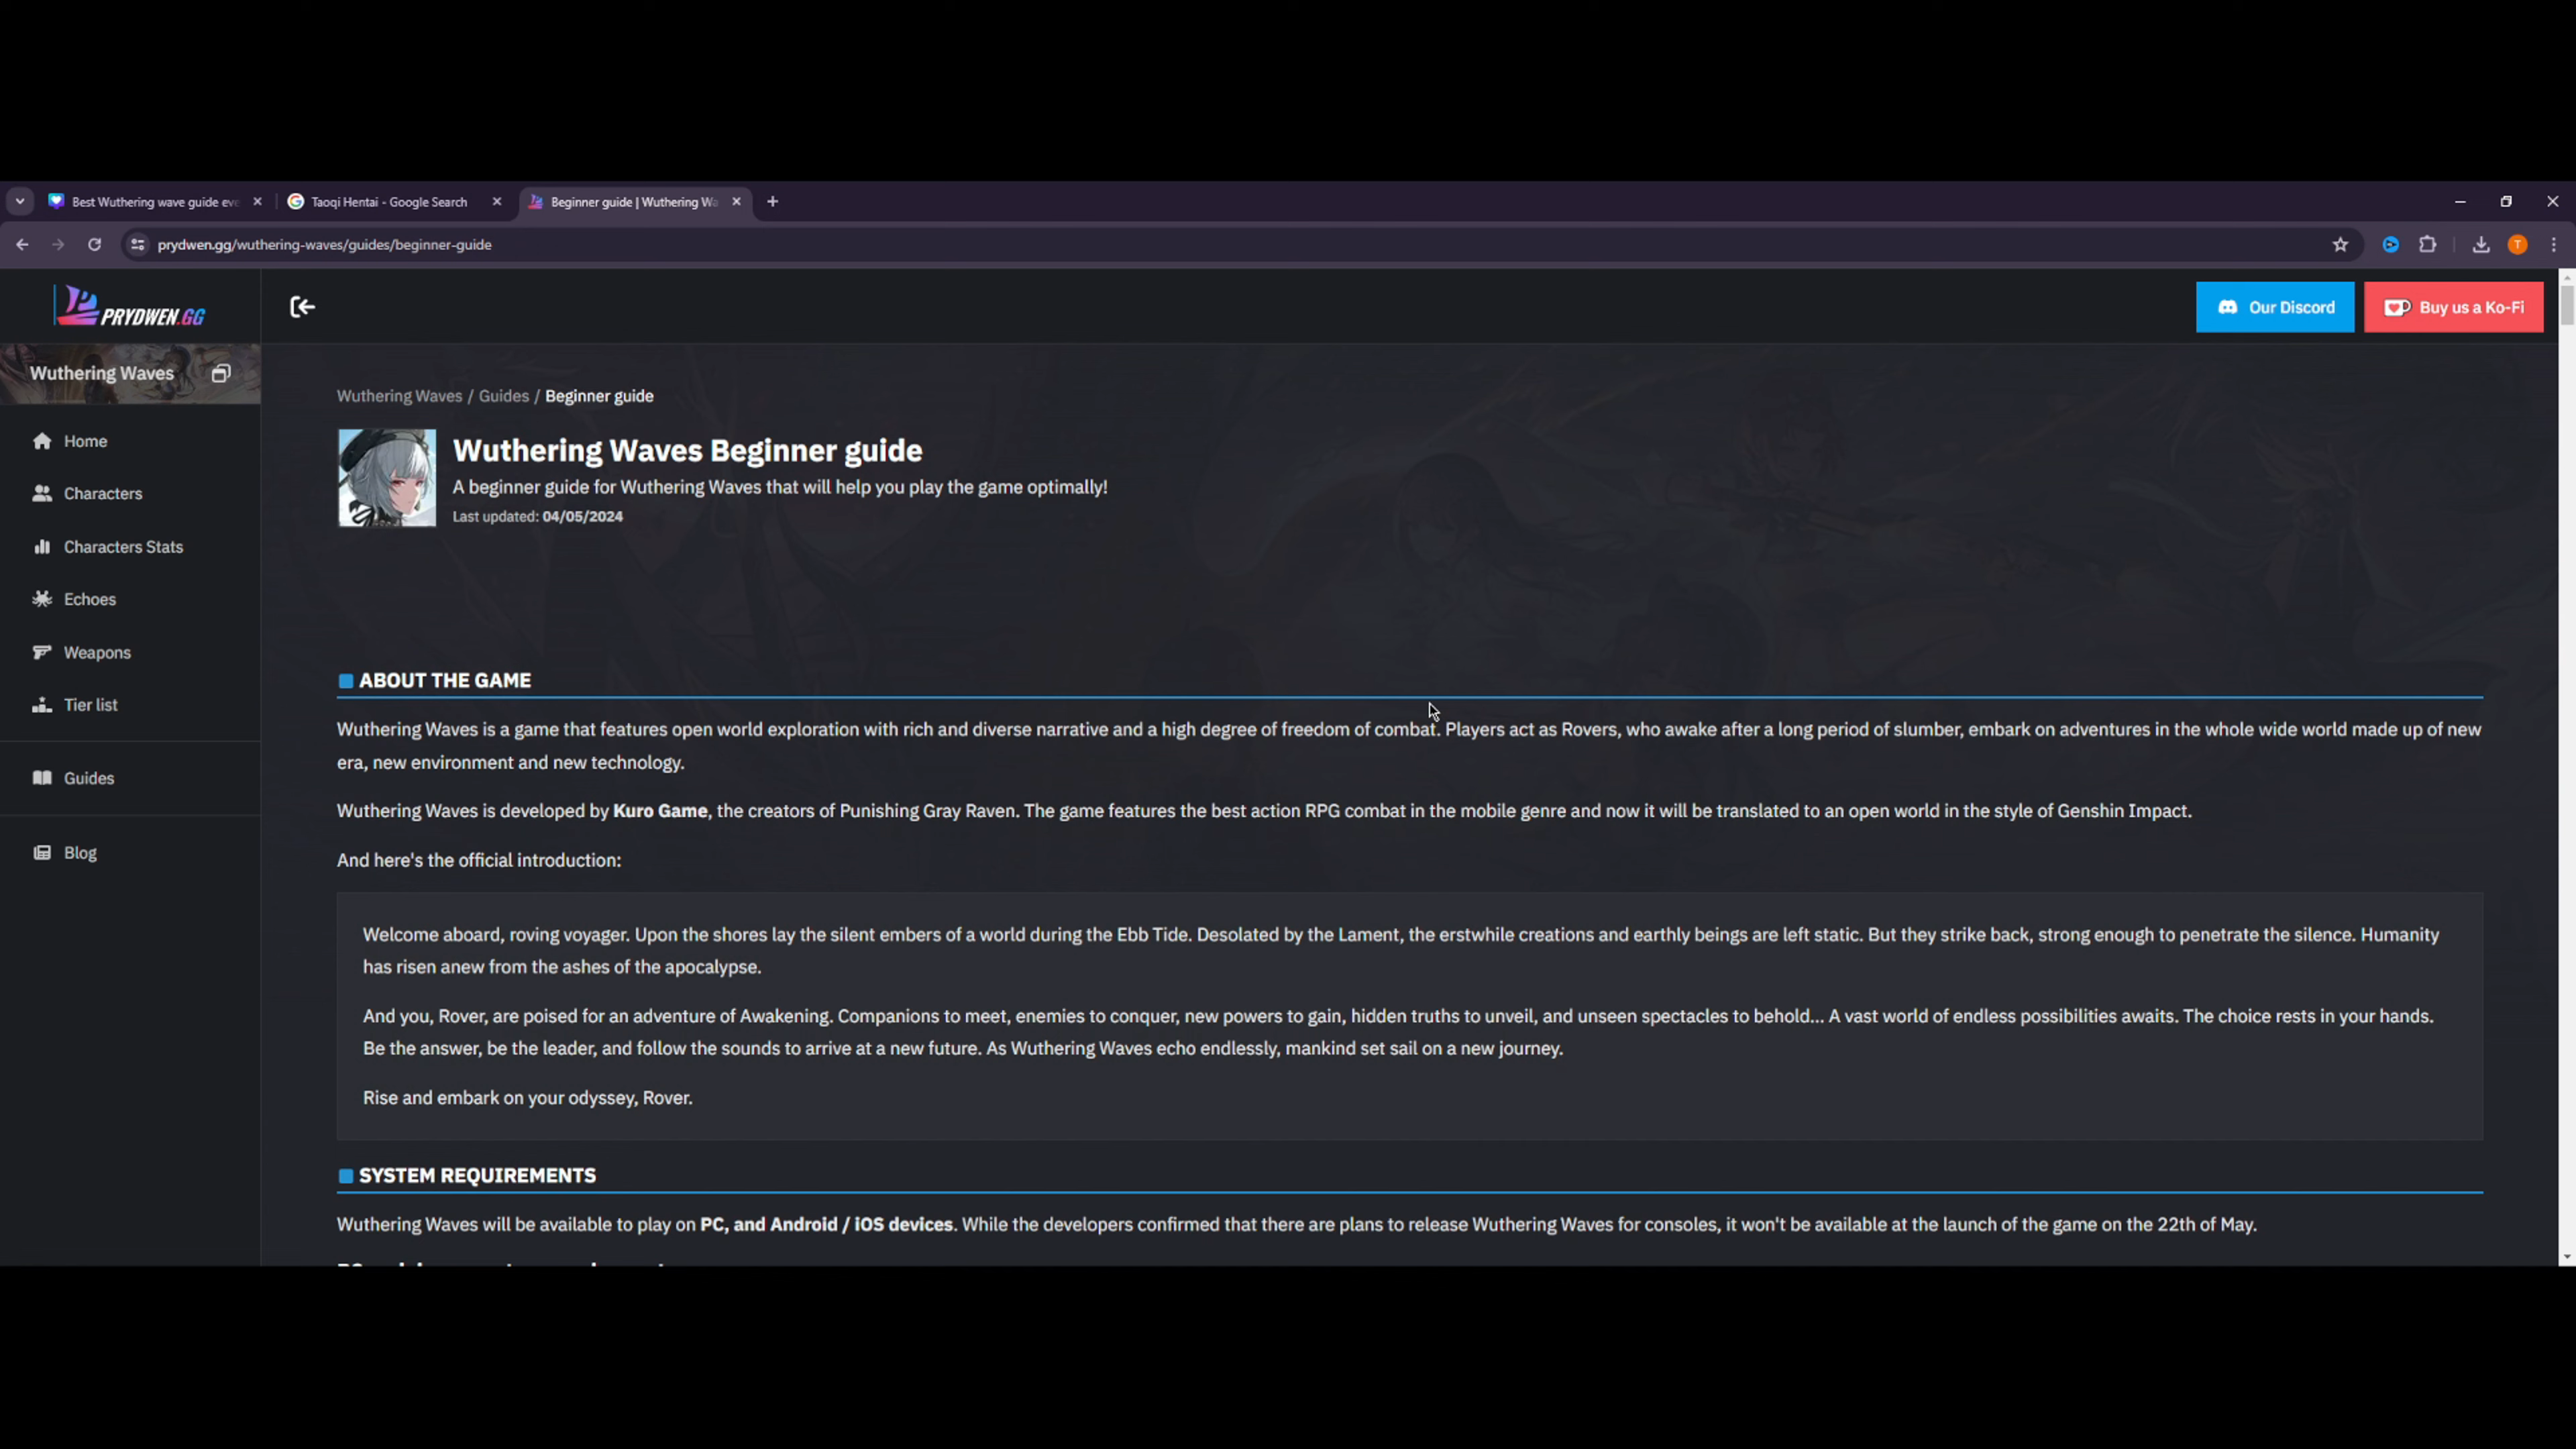 Best Wuthering wave guide eve
Taoqi Hentai - Google Search
Beginner guide | Wuthering Wa
prydwen.gg/wuthering-waves/guides/beginner-guide
T
PRYDWEN.GG
Our Discord
Buy us a Ko-Fi
Wuthering Waves
Home
Characters
Characters Stats
Echoes
Weapons
Tier list
Guides
Blog
Wuthering Waves / Guides / Beginner guide
Wuthering Waves Beginner guide
A beginner guide for Wuthering Waves that will help you play the game optimally!
Last updated: 04/05/2024
ABOUT THE GAME
Wuthering Waves is a game that features open world exploration with rich and diverse narrative and a high degree of freedom of combat. Players act as Rovers, who awake after a long period of slumber, embark on adventures in the whole wide world made up of new
era, new environment and new technology.
Wuthering Waves is developed by Kuro Game, the creators of Punishing Gray Raven. The game features the best action RPG combat in the mobile genre and now it will be translated to an open world in the style of Genshin Impact.
And here's the official introduction:
Welcome aboard, roving voyager. Upon the shores lay the silent embers of a world during the Ebb Tide. Desolated by the Lament, the erstwhile creations and earthly beings are left static. But they strike back, strong enough to penetrate the silence. Humanity
has risen anew from the ashes of the apocalypse.
And you, Rover, are poised for an adventure of Awakening. Companions to meet, enemies to conquer, new powers to gain, hidden truths to unveil, and unseen spectacles to behold... A vast world of endless possibilities awaits. The choice rests in your hands.
Be the answer, be the leader, and follow the sounds to arrive at a new future. As Wuthering Waves echo endlessly, mankind set sail on a new journey.
Rise and embark on your odyssey, Rover.
SYSTEM REQUIREMENTS
Wuthering Waves will be available to play on PC, and Android / iOS devices. While the developers confirmed that there are plans to release Wuthering Waves for consoles, it won't be available at the launch of the game on the 22th of May.